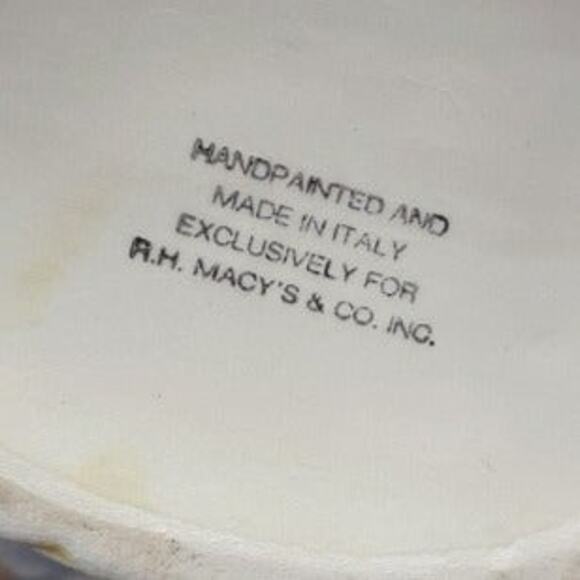 HANDPAINTED AND
MADE IN ITALY
EXCLUSIVELY FOR
R.H. MACY'S & CO. INC.